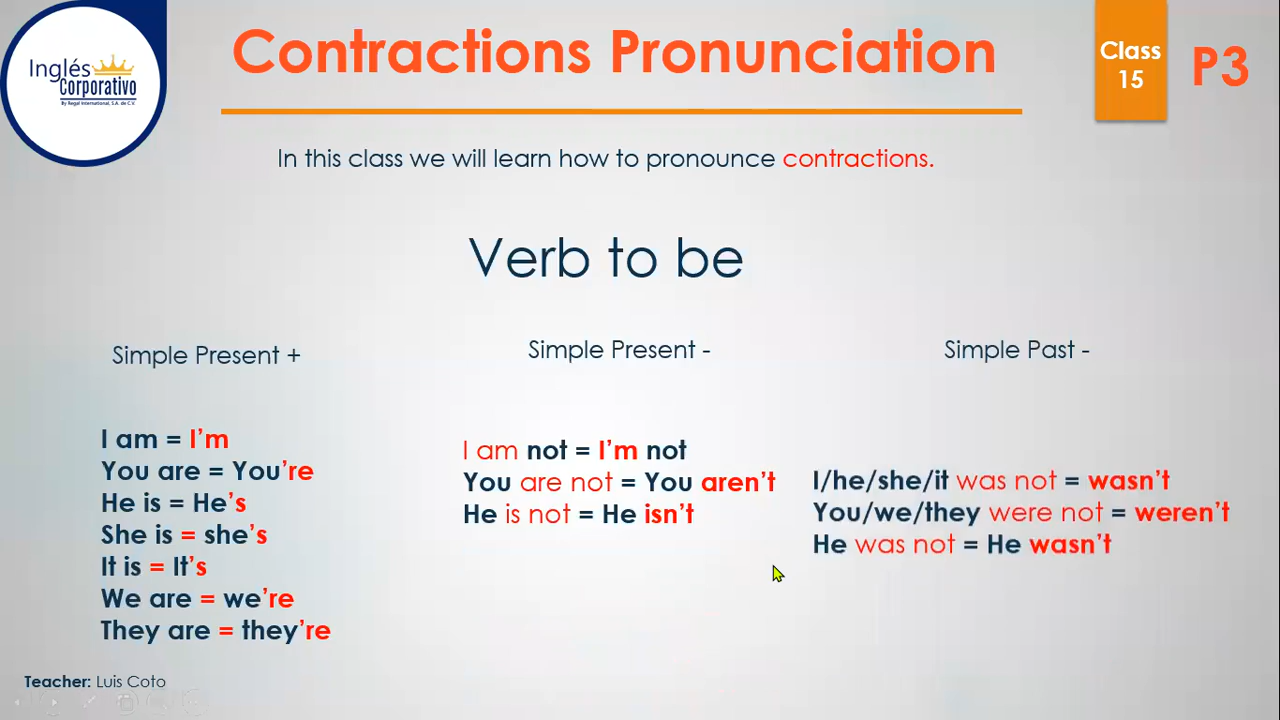 Inglés
Corporativo
By Regal International, S.A. de C.V.
Contractions Pronunciation
Class
15
P3
In this class we will learn how to pronounce contractions.
Verb to be
Simple Present +
I am = I’m
You are = You’re
He is = He’s
She is = she’s
It is = It’s
We are = we’re
They are = they’re
Simple Present -
I am not = I’m not
You are not = You aren’t
He is not = He isn’t
Simple Past -
I/he/she/it was not = wasn’t
You/we/they were not = weren’t
He was not = He wasn’t
Teacher: Luis Coto